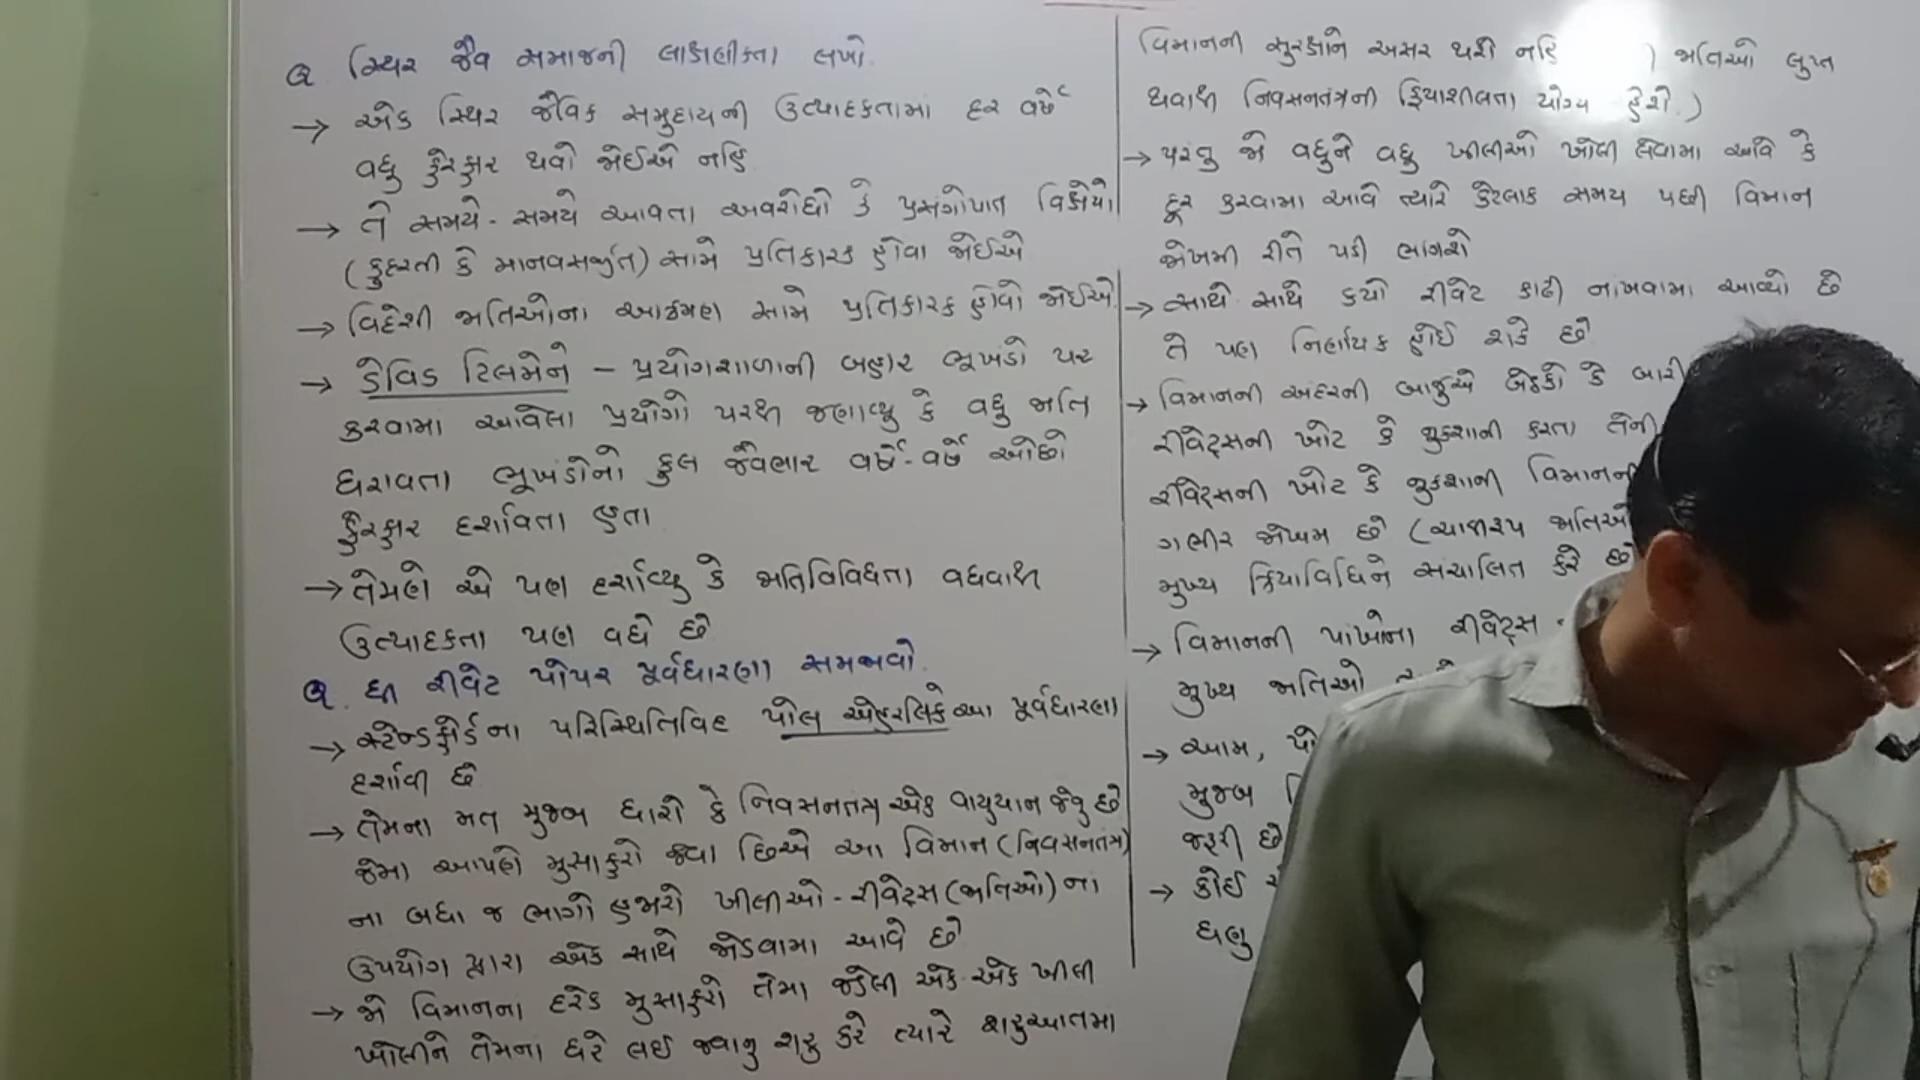 Q. સ્થિર જૈવ સમાજની લાક્ષણીકતા લખો.
→ એક સ્થિર જૈવિક સમુદાયની ઉત્પાદકતામાં દર વર્ષે
વધુ ફેરફાર થવો જોઈએ નહિ
→ તે સમયે-સમયે આવતા અવરોધો કે પ્રસંગોપાત વિક્ષેપો
(કુદરતી કે માનવસર્જીત) સામે પ્રતિકારક હોવા જોઈએ
→ વિદેશી જાતિઓના આક્રમણ સામે પ્રતિકારક હોવો જોઈએ.
→ ડેવિડ ટિલમેને - પ્રયોગશાળાની બહાર ભૂખંડો પર
કરવામા આવેલા પ્રયોગો પરથી જણાવ્યુ કે વધુ જાતિ
ધરાવતા ભૂખંડોનો કુલ જૈવભાર વર્ષે-વર્ષે ઓછો
ફેરફાર દર્શાવતા હતા
→ તેમણે એ પણ દર્શાવ્યુ કે જાતિવિવિધતા વધવાથી
ઉત્પાદકતા પણ વધે છે
Q. ધ રીવેટ પોપર પૂર્વધારણા સમજાવો.
→ સ્ટેન્ડફોર્ડના પરિસ્થિતિવિદ પોલ એહરલિકે આ પૂર્વધારણા
દર્શાવી છે
→ તેમના મત મુજબ ધારો કે નિવસનતંત્ર એક વાયુયાન જેવુ છે
જેમા આપણે મુસાફરો જેવા છિએ આ વિમાન (નિવસનતંત્ર)
ના બધા જ ભાગો હજારો ખીલીઓ - રીવેટ્સ (જાતિઓ) ના
ઉપયોગ દ્વારા એક સાથે જોડવામા આવે છે
→ જો વિમાનના દરેક મુસાફરો તેમા જડેલી એક-એક ખીલી
ખોલીને તેમના ઘરે લઈ જવાનુ શરૂ કરે ત્યારે શરૂઆતમા
વિમાનની સુરક્ષાને અસર થશે નહિ ) જાતિઓ લુપ્ત
થવાથી નિવસનતંત્રની ક્રિયાશીલતા યોગ્ય હશે.)
→ પરંતુ જો વધુને વધુ ખીલીઓ ખોલી લેવામા આવે કે
દૂર કરવામા આવે ત્યારે કેટલાક સમય પછી વિમાન
જોખમી રીતે પડી ભાંગશે
→ સાથે સાથે કયો રીવેટ કાઢી નાંખવામા આવ્યો છે
તે પણ નિર્ણાયક હોઈ શકે છે
→ વિમાનની અંદરની બાજુએ બેઠકો કે બારી
રીવેટ્સની ખોટ કે નુકશાની કરતા તેની
રીવેટ્સની ખોટ કે નુકશાની વિમાનની
ગંભીર જોખમ છે (ચાવીરૂપ જાતિઓ
મુખ્ય ક્રિયાવિધિને સંચાલિત કરે છે
→ વિમાનની પાંખોના રીવેટ્સ
મુખ્ય જાતિઓ
→ આમ, પો
મુજબ
જરૂરી છે
→ કોઈ
ઘણુ